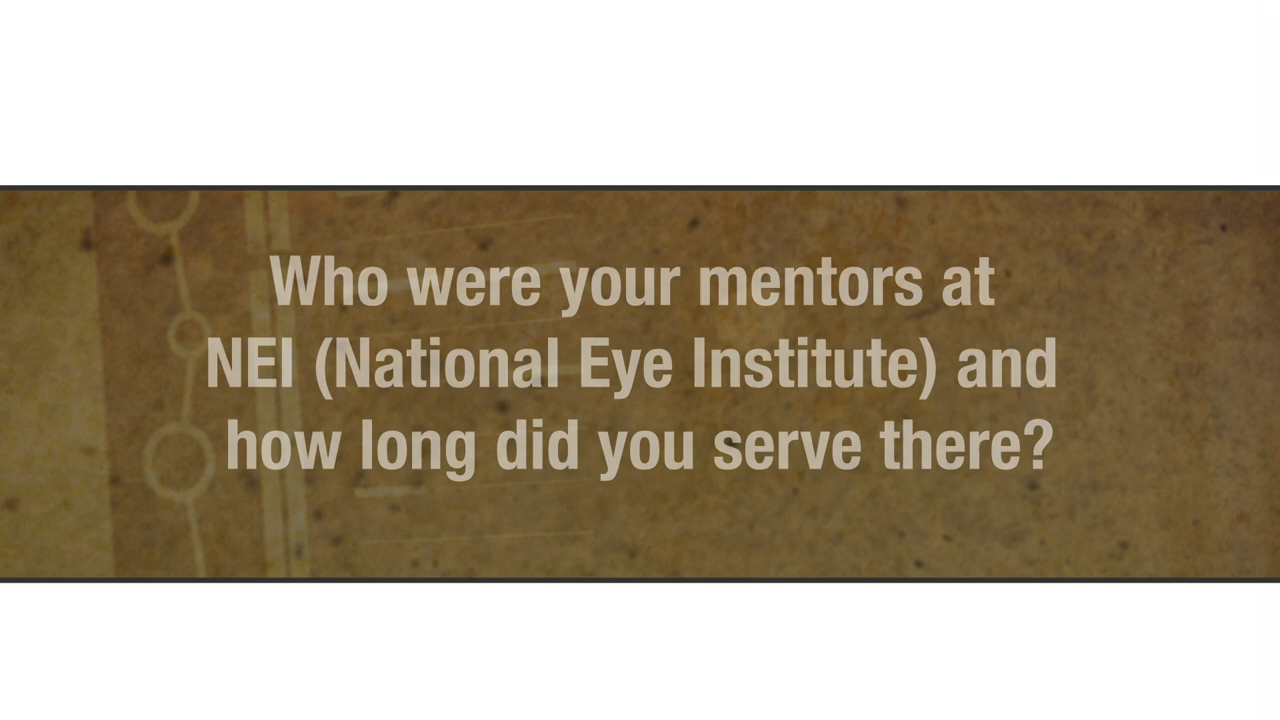 Who were your mentors at
NEI (National Eye Institute) and
how long did you serve there?